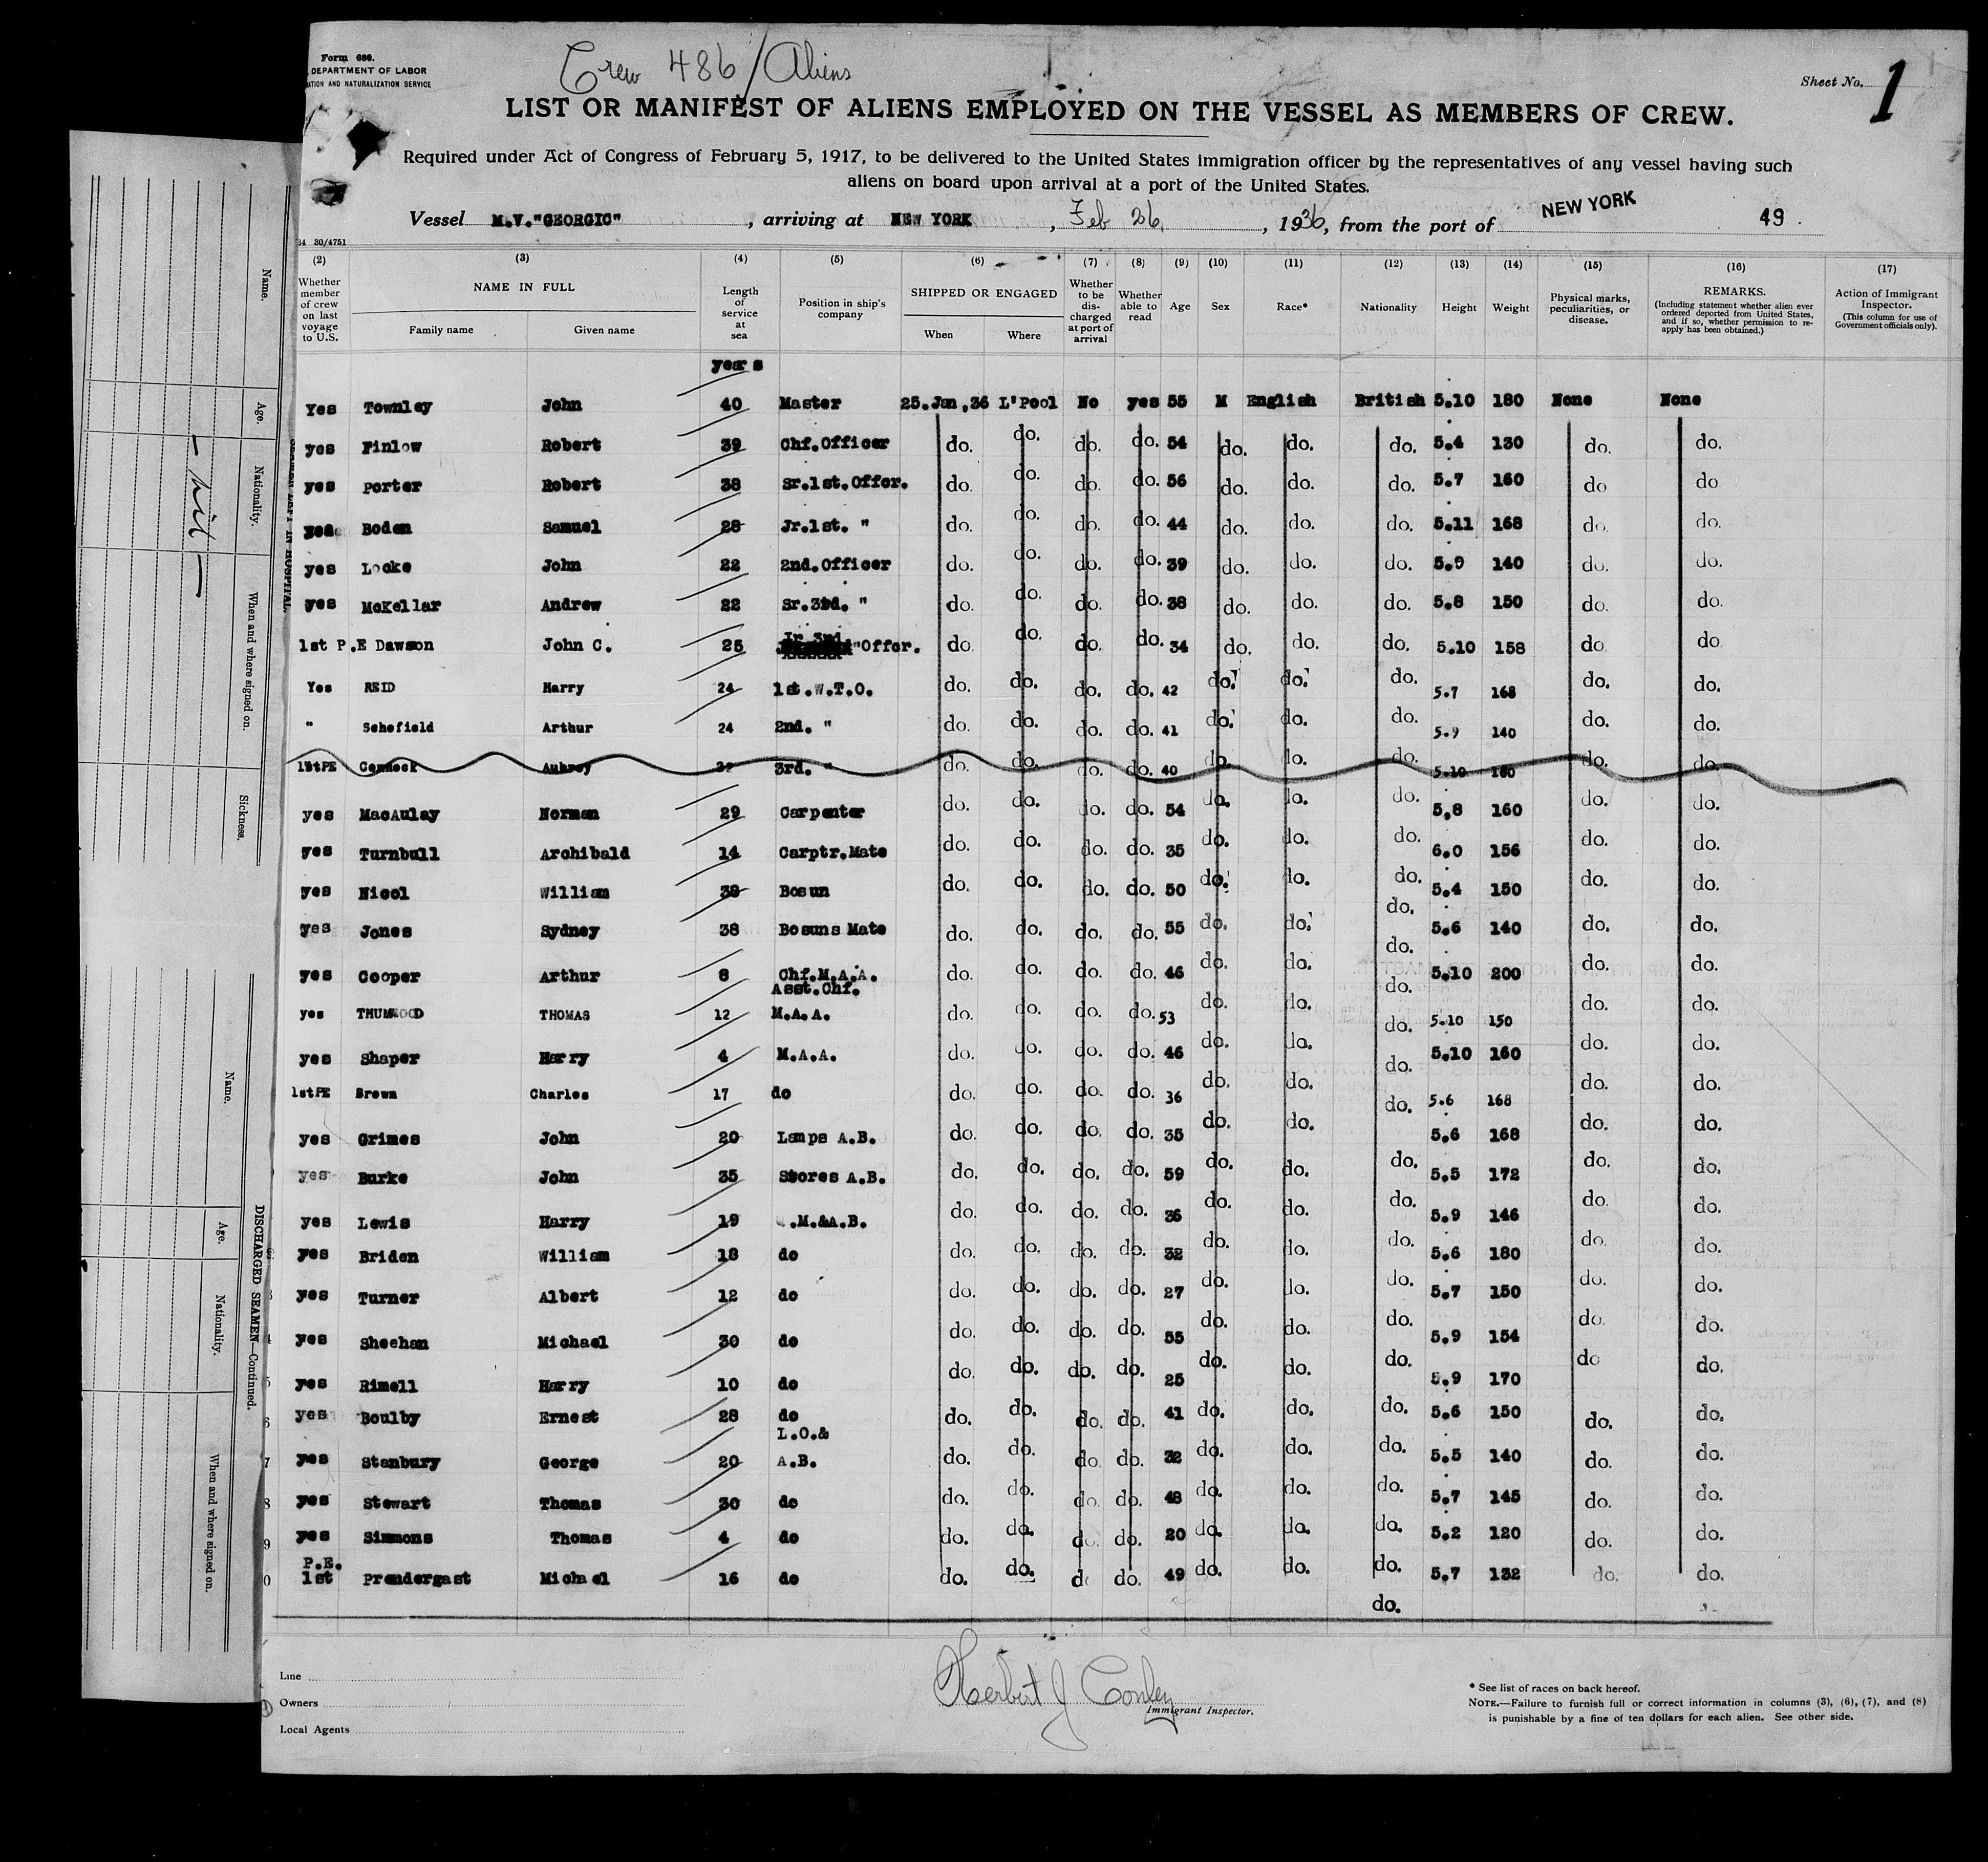 Form 680.
DEPARTMENT OF LABOR
ATION AND NATURALIZATION SERVICE
Crew 486/Aliens
Sheet No. 1
LIST OR MANIFEST OF ALIENS EMPLOYED ON THE VESSEL AS MEMBERS OF CREW.
Required under Act of Congress of February 5, 1917, to be delivered to the United States immigration officer by the representatives of any vessel having such
aliens on board upon arrival at a port of the United States.
Vessel M.V."GEORGIC", arriving at NEW YORK, Feb 26, 1936, from the port of NEW YORK 49
30/4751
(2) (3) (4) (5) (6) (7) (8) (9) (10) (11) (12) (13) (14) (15) (16) (17)
Whether member of crew on last voyage to U.S. NAME IN FULL Family name Given name Length of service at sea Position in ship's company SHIPPED OR ENGAGED When Where Whether to be discharged at port of arrival Whether able to read Age Sex Race* Nationality Height Weight Physical marks, peculiarities, or disease. REMARKS. (Including statement whether alien ever ordered deported from United States, and if so, whether permission to reapply has been obtained.) Action of Immigrant Inspector. (This column for use of Government officials only).
years
Yes Townley John 40 Master 25.Jan,36 L'Pool No yes 55 M English British 5.10 180 None None
yes Finlow Robert 39 Chf.Officer do. do. do. do. 54 do. do. do. 5.4 130 do. do.
yes Porter Robert 38 Sr.1st.Offcr. do. do. do. do. 56 do. do. do. 5.7 160 do do
yes Boden Samuel 28 Jr.1st. " do. do. do. do. 44 do. do. do. 5.11 168 do. do.
yes Locke John 22 2nd.Officer do. do. do. do. 39 do. do. do. 5.9 140 do. do.
yes McKellar Andrew 22 Sr.3rd. " do. do. do. do. 38 do. do. do. 5.8 150 do. do.
1st P.E Dawson John C. 25 Jr 3rd "Offcr. do. do. do. do. 34 do. do. do. 5.10 158 do do
Yes REID Harry 24 1st.W.T.O. do. do. do. do. 42 do. do. do. 5.7 168 do. do.
" Schofield Arthur 24 2nd. " do. do. do. do. 41 do. do. do. 5.9 140 do. do.
1stPE Aubrey 3rd. " do. do. do. do. 40 do. do. do. 5.10 160 do. do.
yes MacAulay Norman 29 Carpenter do. do. do. do. 54 do. do. do. 5.8 160 do. do.
yes Turnbull Archibald 14 Carptr.Mate do. do. do. do. 35 do. do. do. 6.0 156 do. do.
yes Nicol William 39 Bosun do. do. do. do. 50 do. do. do. 5.4 150 do. do.
yes Jones Sydney 38 Bosuns Mate do. do. do. do. 55 do. do. do. 5.6 140 do. do.
yes Cooper Arthur 8 Chf.M.A.A. do. do. do. do. 46 do. do. do. 5.10 200 do. do.
yes THOMAS 12 Asst.Chf. M.A.A. do. do. do. do. 53 do. do. do. 5.10 150 do. do.
yes Shaper Harry 4 M.A.A. do. do. do. do. 46 do. do. do. 5.10 160 do. do.
1stPE Brown Charles 17 do do. do. do. do. 36 do. do. do. 5.6 168 do. do.
yes Grimes John 20 Lamps A.B. do. do. do. do. 35 do. do. do. 5.6 168 do. do.
yes Burke John 35 Stores A.B. do. do. do. do. 59 do. do. do. 5.5 172 do. do.
yes Lewis Harry 19 .M.&A.B. do. do. do. do. 36 do. do. do. 5.9 146 do. do.
yes Briden William 18 do do. do. do. do. 32 do. do. do. 5.6 180 do. do.
yes Turner Albert 12 do do. do. do. do. 27 do. do. do. 5.7 150 do. do.
yes Sheehan Michael 30 do do. do. do. do. 55 do. do. do. 5.9 154 do. do.
yes Rimell Harry 10 do do. do. do. do. 25 do. do. do. 5.9 170 do do.
yes Boulby Ernest 28 do do. do. do. do. 41 do. do. do. 5.6 150 do. do.
yes Stanbury George 20 L.O.& A.B. do. do. do. do. 32 do. do. do. 5.5 140 do. do.
yes Stewart Thomas 30 do do. do. do. do. 48 do. do. do. 5.7 145 do. do.
yes Simmons Thomas 4 do do. do. do. do. 20 do. do. do. 5.2 120 do. do.
P.E. 1st Prendergast Michael 16 do do. do. do. do. 49 do. do. do. 5.7 132 do. do.
do.
Line
Owners
Local Agents
Herbert J Conley
Immigrant Inspector.
* See list of races on back hereof.
NOTE.—Failure to furnish full or correct information in columns (3), (6), (7), and (8)
is punishable by a fine of ten dollars for each alien. See other side.
Name.
Age.
Nationality.
When and where signed on.
Sickness.
— Nil —
IN HOSPITAL
DISCHARGED SEAMEN—Continued.
Name.
Age.
Nationality.
When and where signed on.